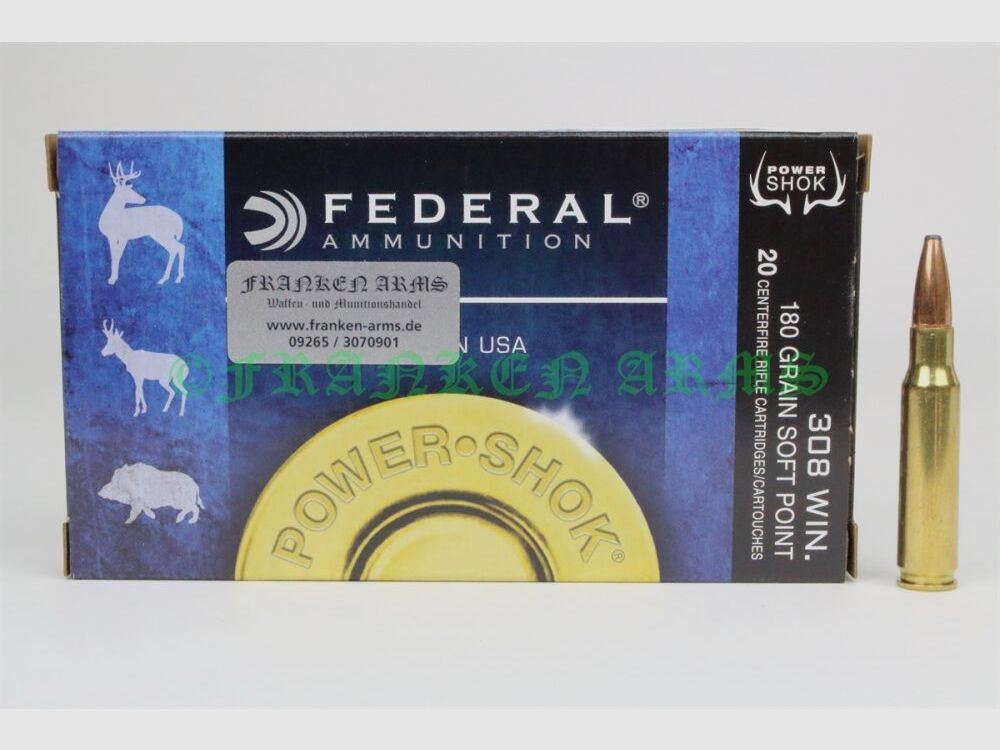 FEDERAL®
AMMUNITION
FRANKEN ARMS
Waffen- und Munitionshandel
www.franken-arms.de
09265 / 3070901
IN USA
©FRANKEN ARMS
POWER•SHOK®
POWER
SHOK
308 WIN.
180 GRAIN SOFT POINT
20 CENTERFIRE RIFLE CARTRIDGES/CARTOUCHES